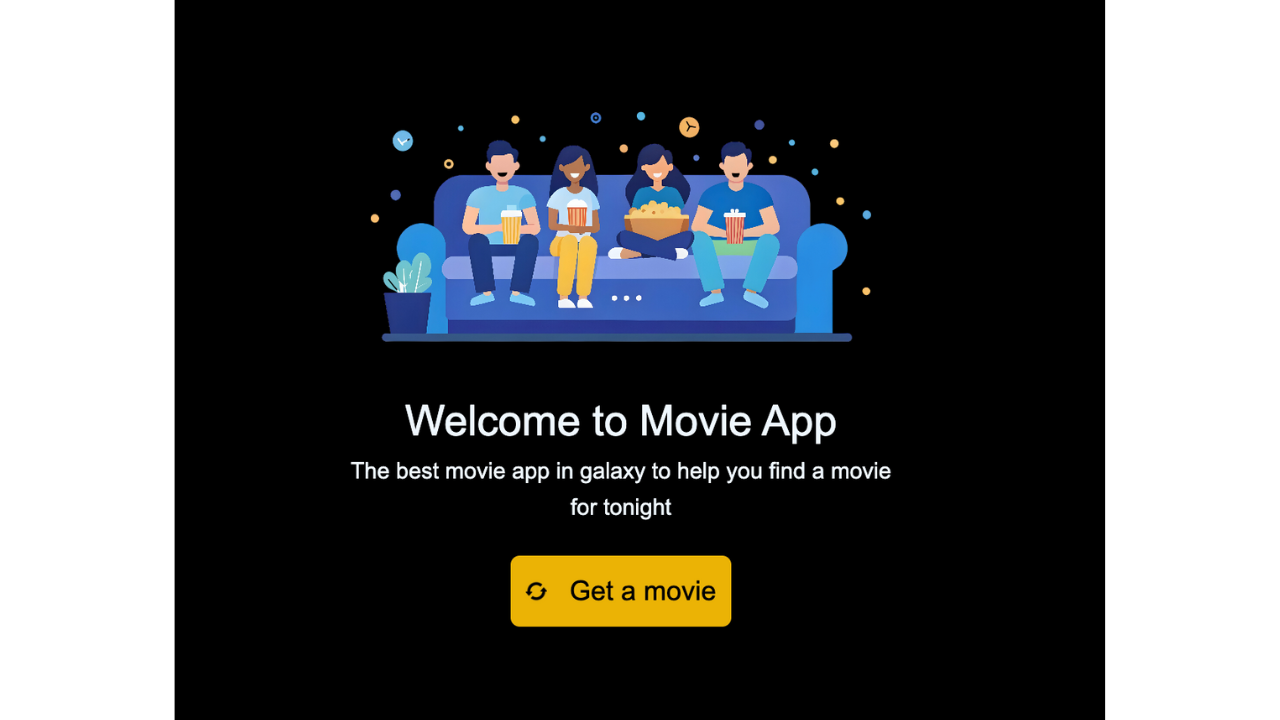 Welcome to Movie App
The best movie app in galaxy to help you find a movie
for tonight
Get a movie